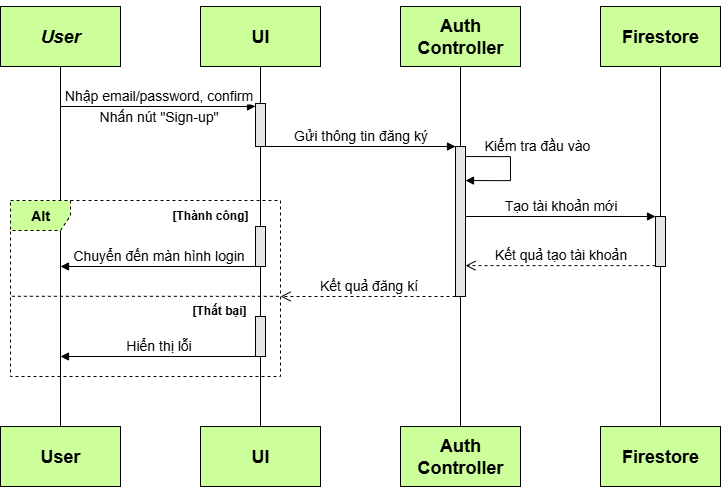 User
UI
Auth
Controller
Firestore
Nhập email/password, confirm
Nhấn nút "Sign-up"
Gửi thông tin đăng ký
Kiểm tra đầu vào
Alt
[Thành công]
Tạo tài khoản mới
Chuyển đến màn hình login
Kết quả tạo tài khoản
Kết quả đăng kí
[Thất bại]
Hiển thị lỗi
User
UI
Auth
Controller
Firestore